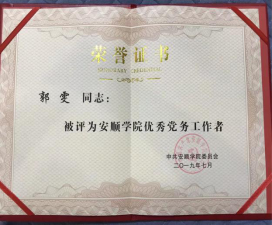 荣誉证书
HONORARY CREDENTIAL
郭雯 同志：
被评为安顺学院优秀党务工作者
中共安顺学院委员会
二〇一九年七月